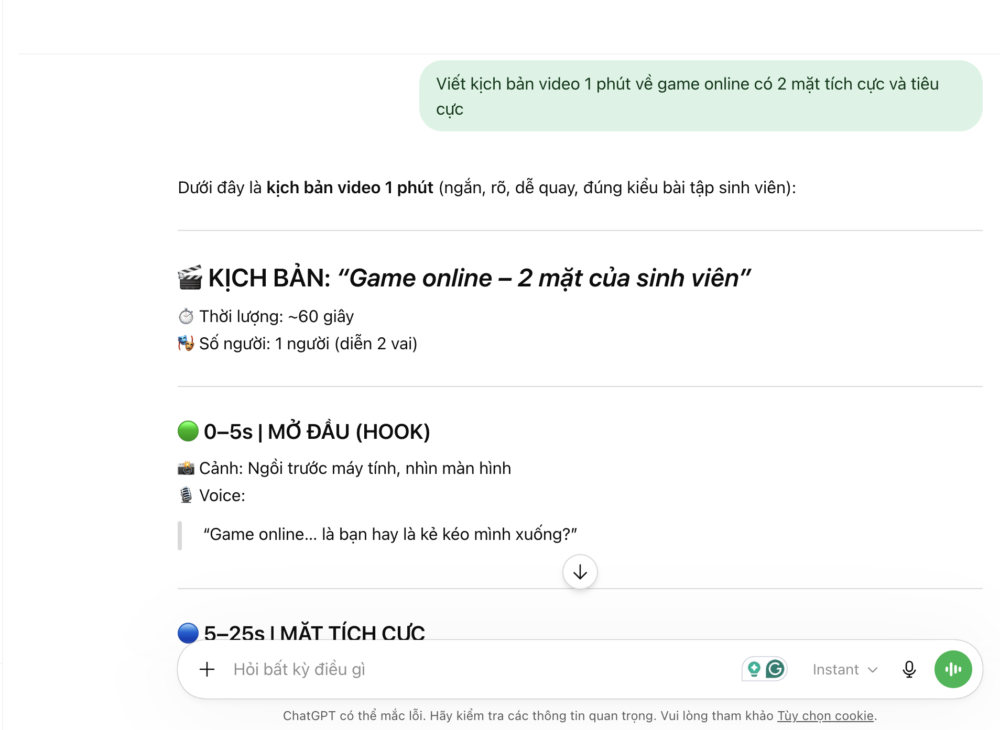 Viết kịch bản video 1 phút về game online có 2 mặt tích cực và tiêu
cực
Dưới đây là kịch bản video 1 phút (ngắn, rõ, dễ quay, đúng kiểu bài tập sinh viên):
🎬 KỊCH BẢN: “Game online – 2 mặt của sinh viên”
⏱️ Thời lượng: ~60 giây
🎭 Số người: 1 người (diễn 2 vai)
🟢 0–5s | MỞ ĐẦU (HOOK)
📸 Cảnh: Ngồi trước máy tính, nhìn màn hình
🎙️ Voice:
“Game online… là bạn hay là kẻ kéo mình xuống?”
🔵 5–25s | MẶT TÍCH CỰC
Hỏi bất kỳ điều gì
Instant
ChatGPT có thể mắc lỗi. Hãy kiểm tra các thông tin quan trọng. Vui lòng tham khảo Tùy chọn cookie.